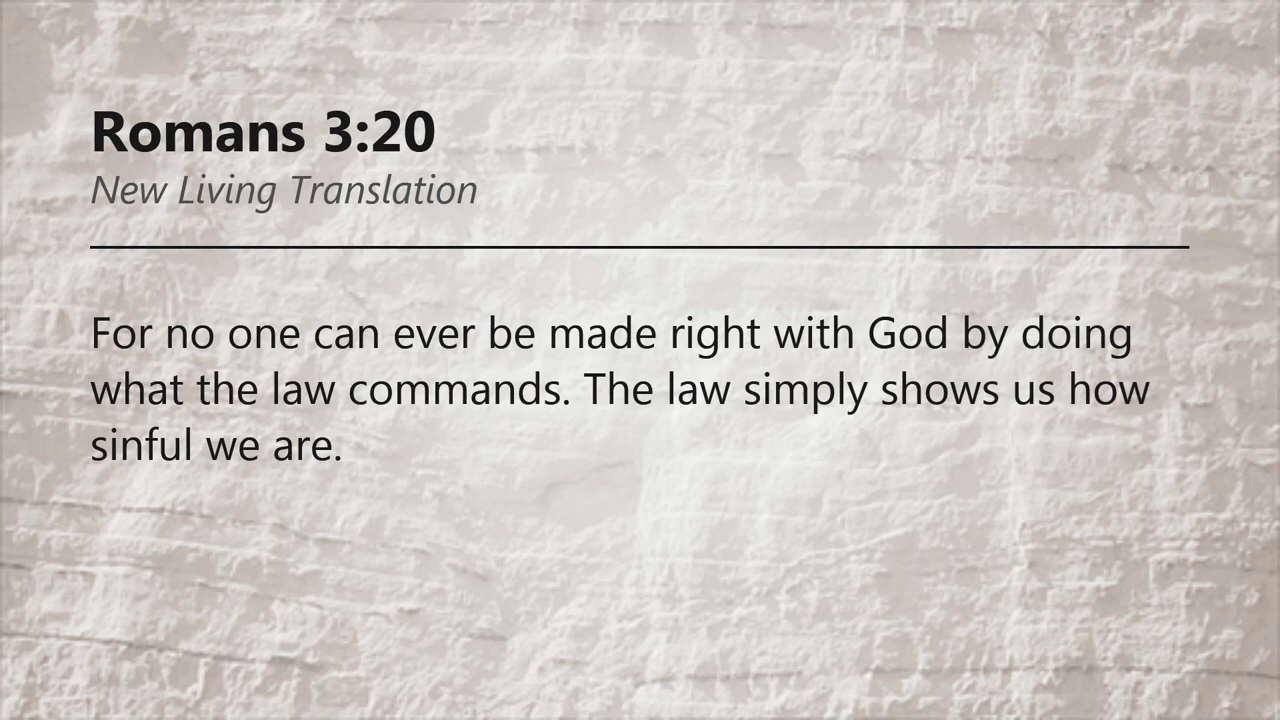 Romans 3:20
New Living Translation
For no one can ever be made right with God by doing
what the law commands. The law simply shows us how
sinful we are.